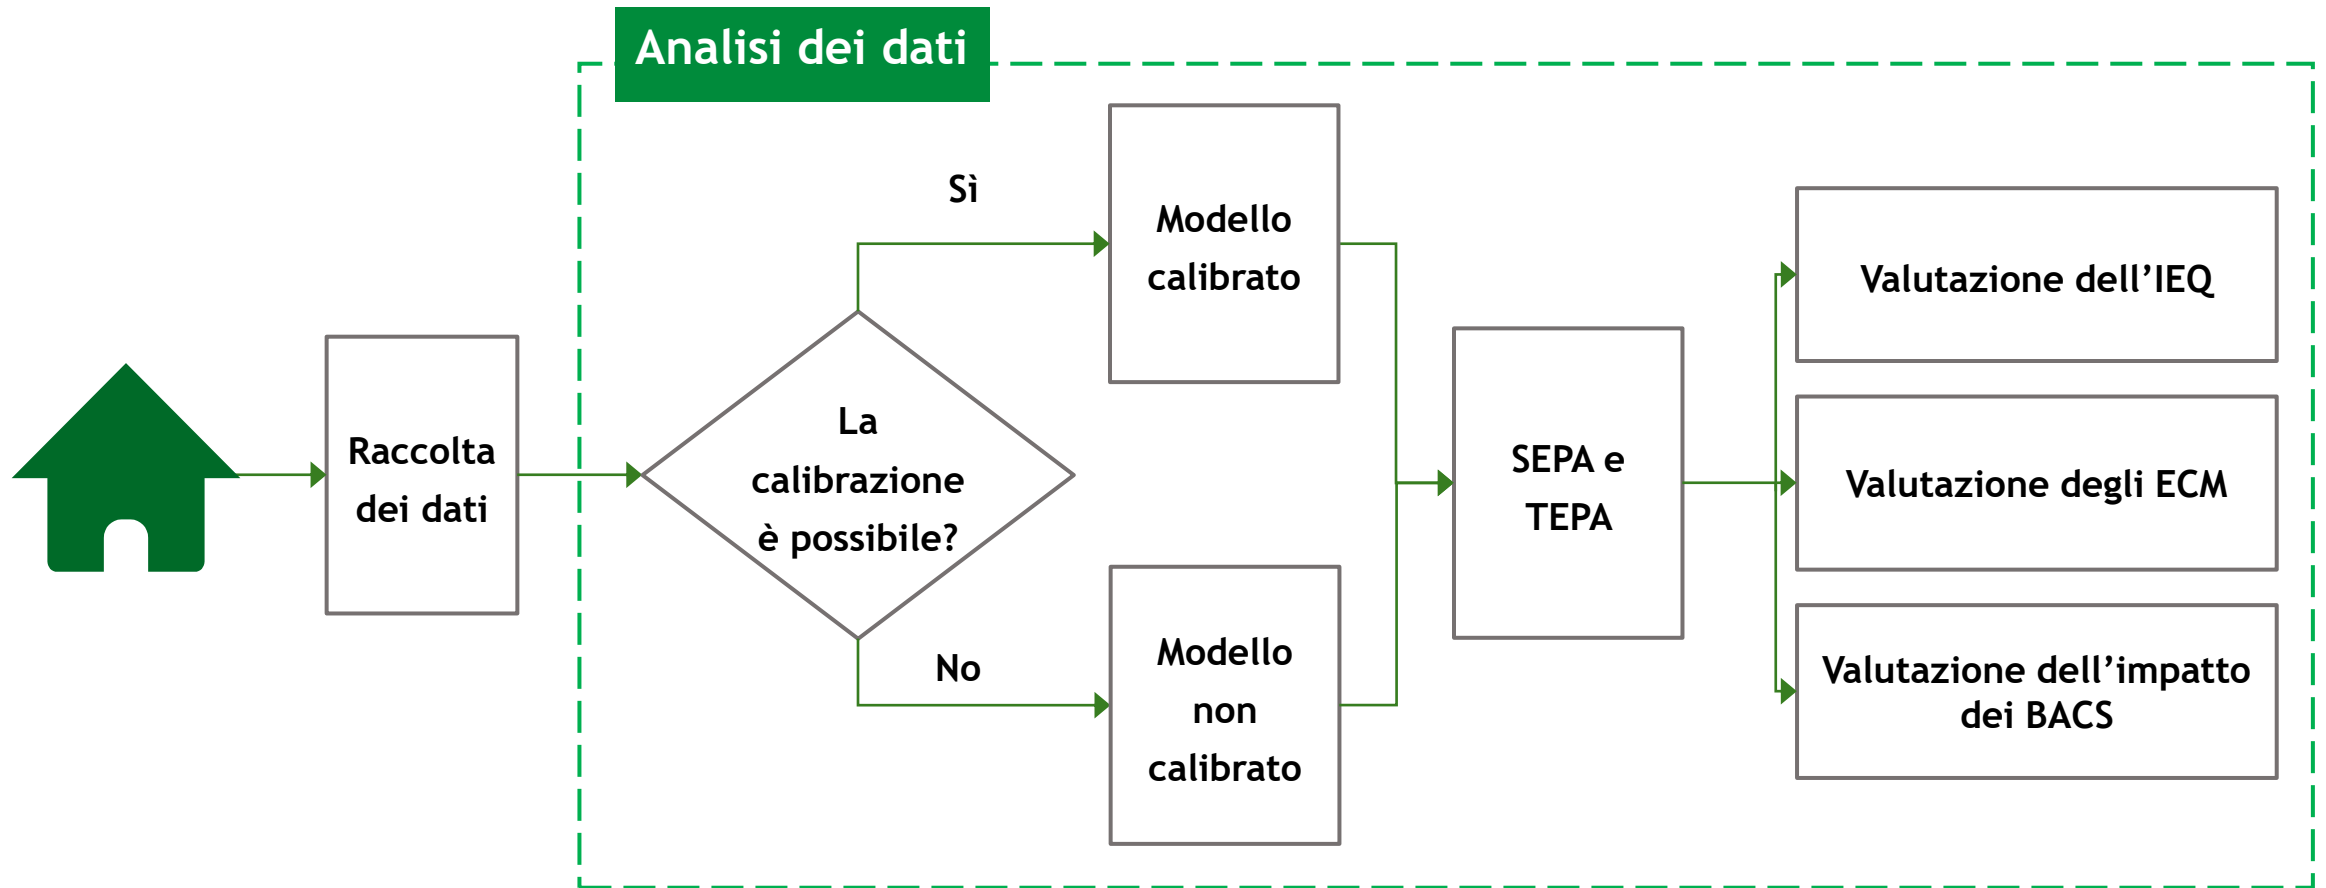 Analisi dei dati
Raccolta
dei dati
La
calibrazione
è possibile?
Sì
No
Modello
calibrato
Modello
non
calibrato
SEPA e
TEPA
Valutazione dell’IEQ
Valutazione degli ECM
Valutazione dell’impatto
dei BACS